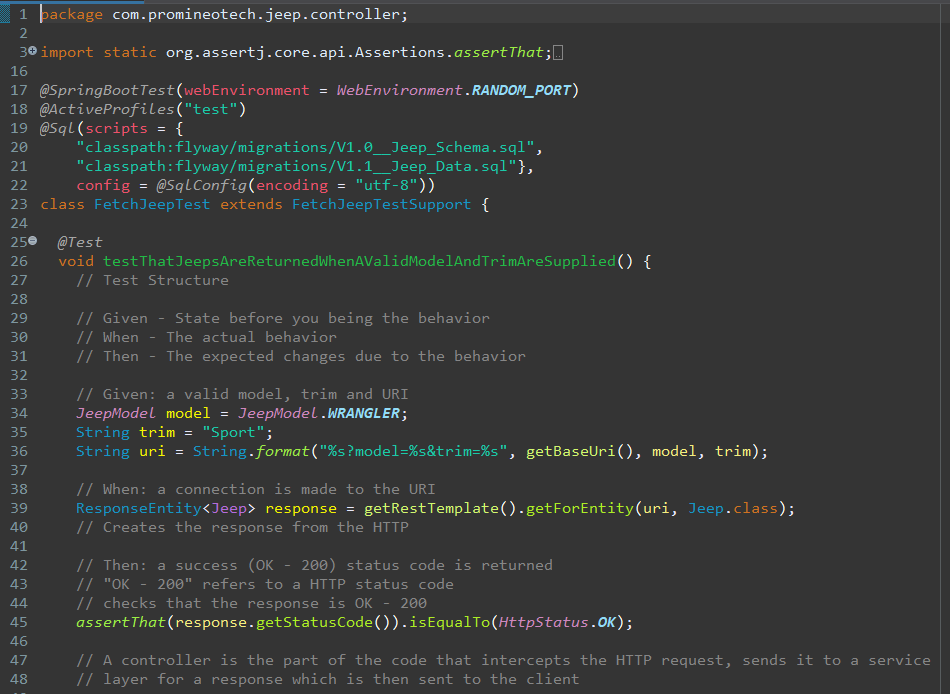 1 package com.promineotech.jeep.controller;
2
3 import static org.assertj.core.api.Assertions.assertThat;
16
17 @SpringBootTest(webEnvironment = WebEnvironment.RANDOM_PORT)
18 @ActiveProfiles("test")
19 @Sql(scripts = {
20 "classpath:flyway/migrations/V1.0__Jeep_Schema.sql",
21 "classpath:flyway/migrations/V1.1__Jeep_Data.sql"},
22 config = @SqlConfig(encoding = "utf-8"))
23 class FetchJeepTest extends FetchJeepTestSupport {
24
25 @Test
26 void testThatJeepsAreReturnedWhenAValidModelAndTrimAreSupplied() {
27 // Test Structure
28
29 // Given - State before you being the behavior
30 // When - The actual behavior
31 // Then - The expected changes due to the behavior
32
33 // Given: a valid model, trim and URI
34 JeepModel model = JeepModel.WRANGLER;
35 String trim = "Sport";
36 String uri = String.format("%s?model=%s&trim=%s", getBaseUri(), model, trim);
37
38 // When: a connection is made to the URI
39 ResponseEntity<Jeep> response = getRestTemplate().getForEntity(uri, Jeep.class);
40 // Creates the response from the HTTP
41
42 // Then: a success (OK - 200) status code is returned
43 // "OK - 200" refers to a HTTP status code
44 // checks that the response is OK - 200
45 assertThat(response.getStatusCode()).isEqualTo(HttpStatus.OK);
46
47 // A controller is the part of the code that intercepts the HTTP request, sends it to a service
48 // layer for a response which is then sent to the client